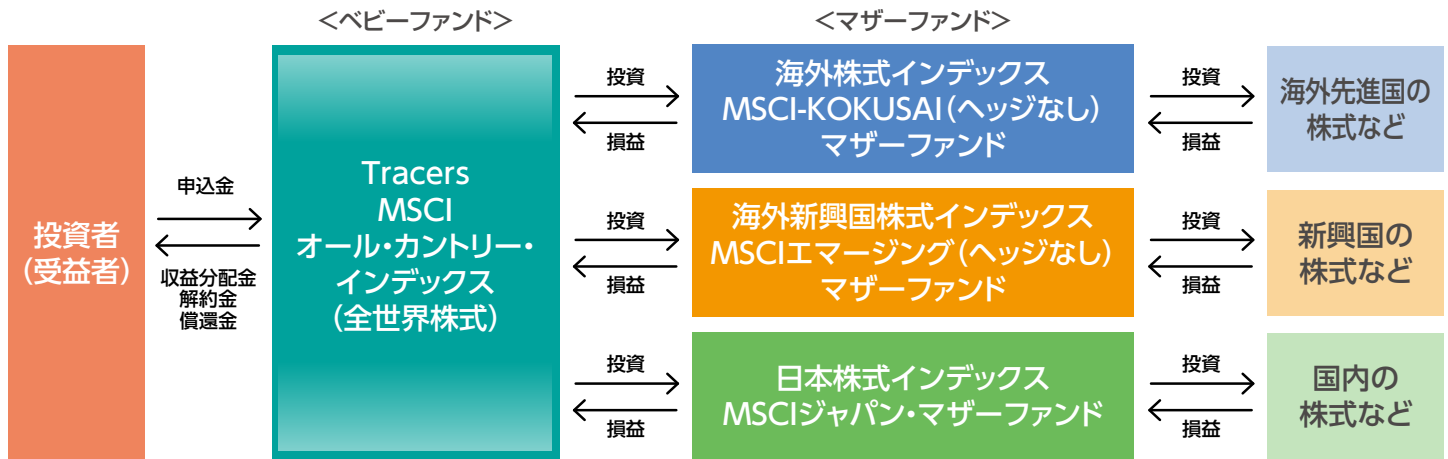 <ベビーファンド>
<マザーファンド>
投資者
(受益者)
申込金
収益分配金
解約金
償還金
Tracers
MSCI
オール・カントリー・
インデックス
(全世界株式)
投資
損益
海外株式インデックス
MSCI-KOKUSAI(ヘッジなし)
マザーファンド
投資
損益
海外先進国の
株式など
投資
損益
海外新興国株式インデックス
MSCIエマージング(ヘッジなし)
マザーファンド
投資
損益
新興国の
株式など
投資
損益
日本株式インデックス
MSCIジャパン・マザーファンド
投資
損益
国内の
株式など